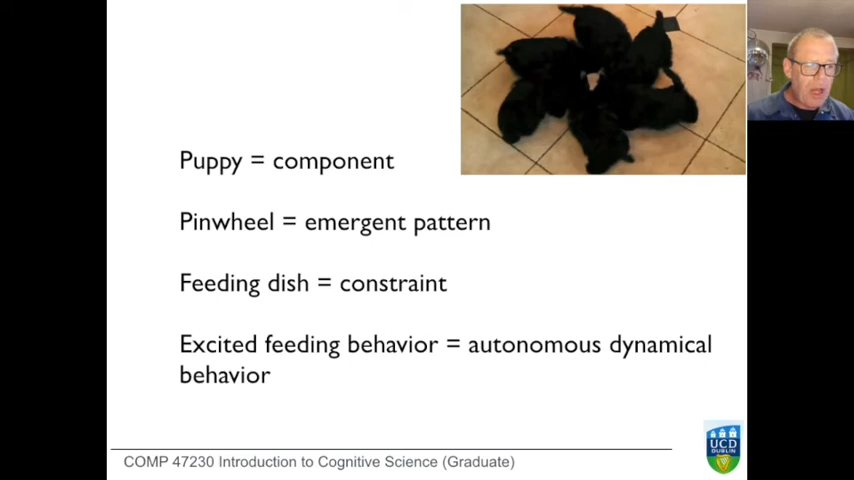 Puppy = component
Pinwheel = emergent pattern
Feeding dish = constraint
Excited feeding behavior = autonomous dynamical
behavior
COMP 47230 Introduction to Cognitive Science (Graduate)
UCD
DUBLIN